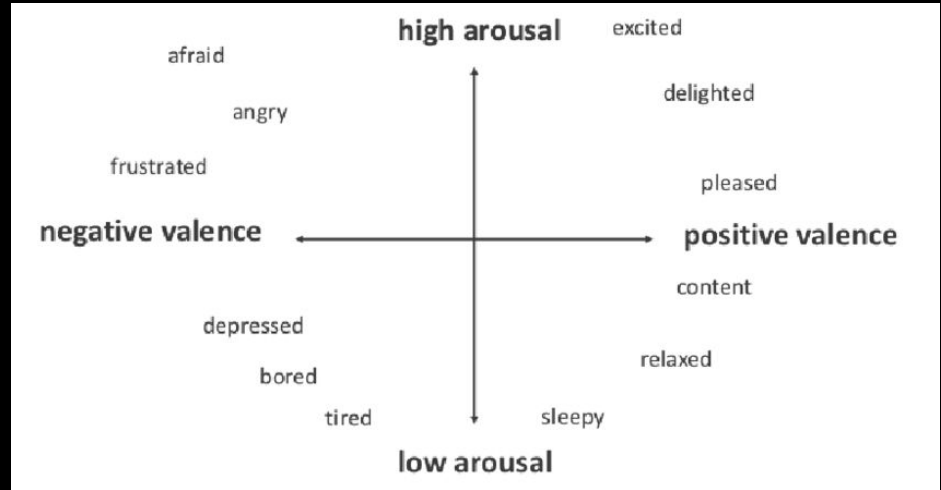 high arousal
excited
afraid
delighted
angry
frustrated
pleased
negative valence
positive valence
content
depressed
relaxed
bored
tired
sleepy
low arousal